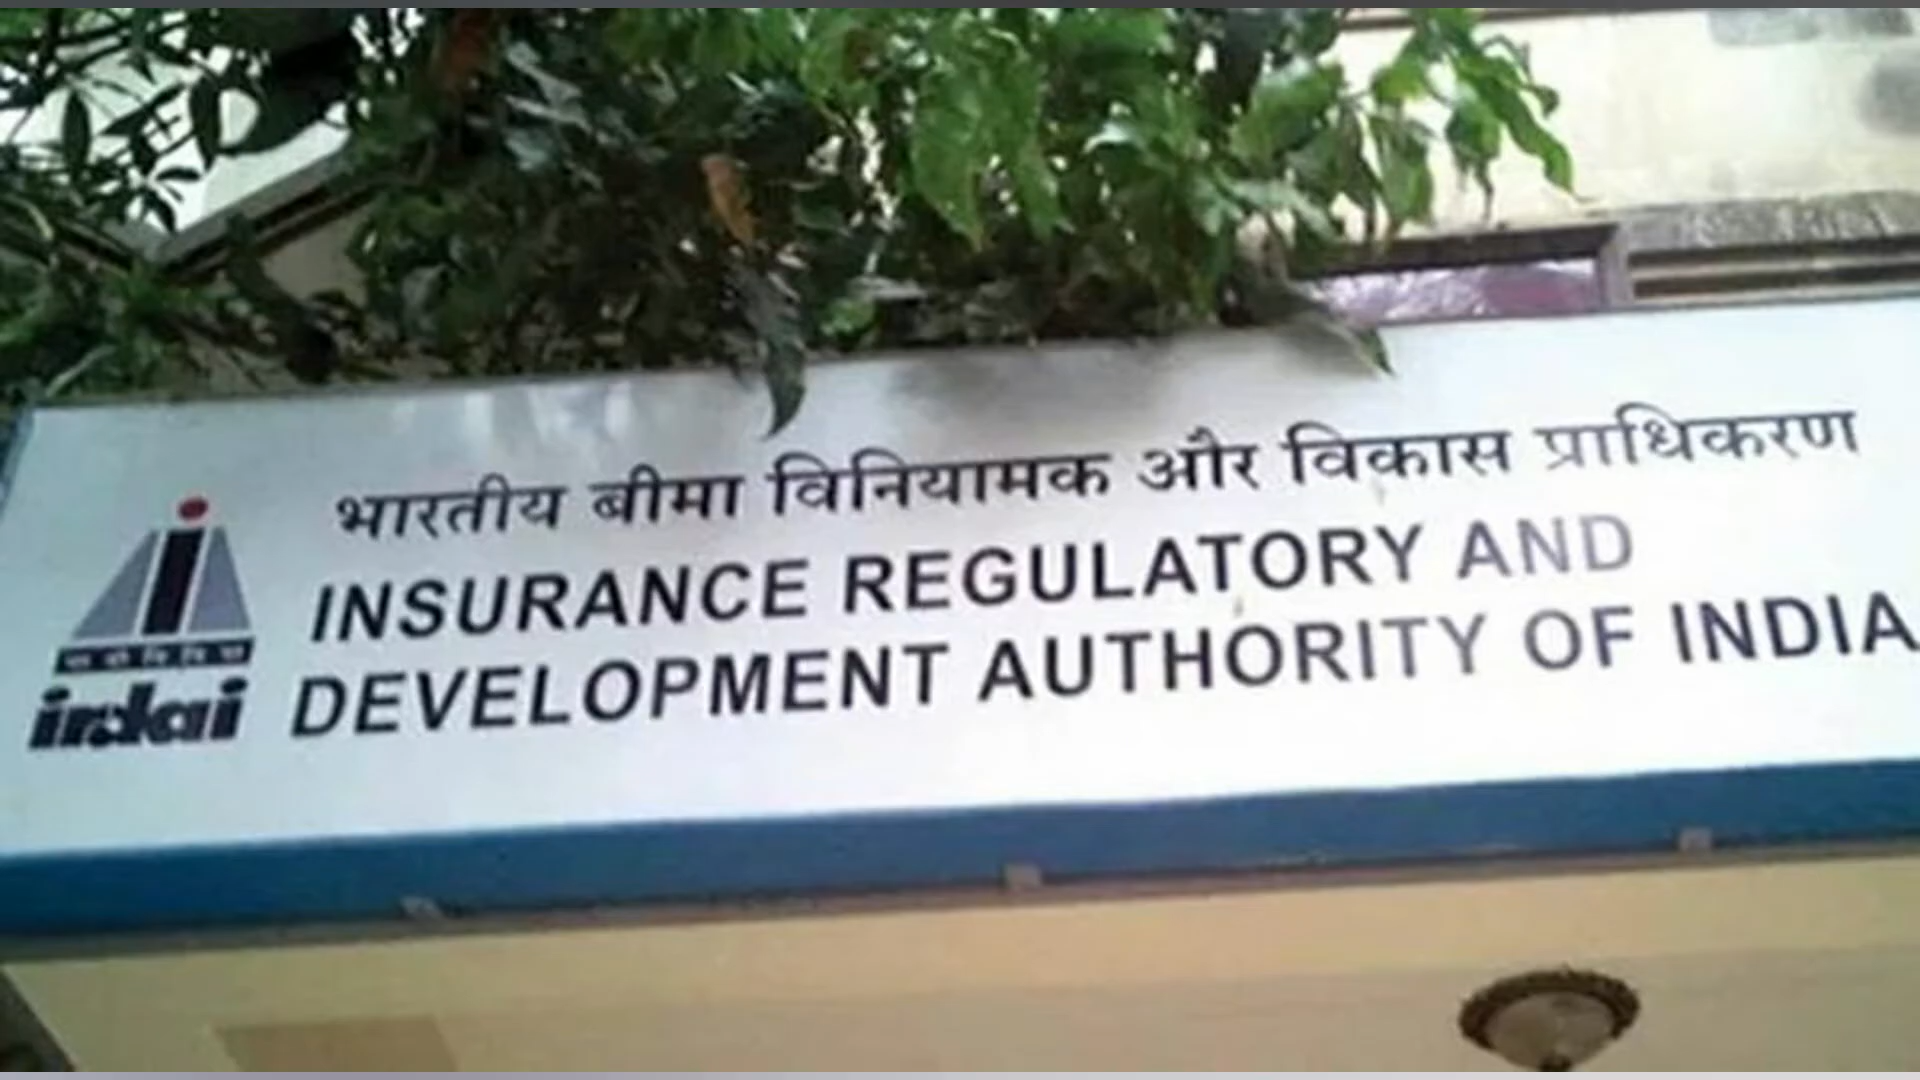 भारतीय बीमा विनियामक और विकास प्राधिकरण
INSURANCE REGULATORY AND
DEVELOPMENT AUTHORITY OF INDIA
irdai